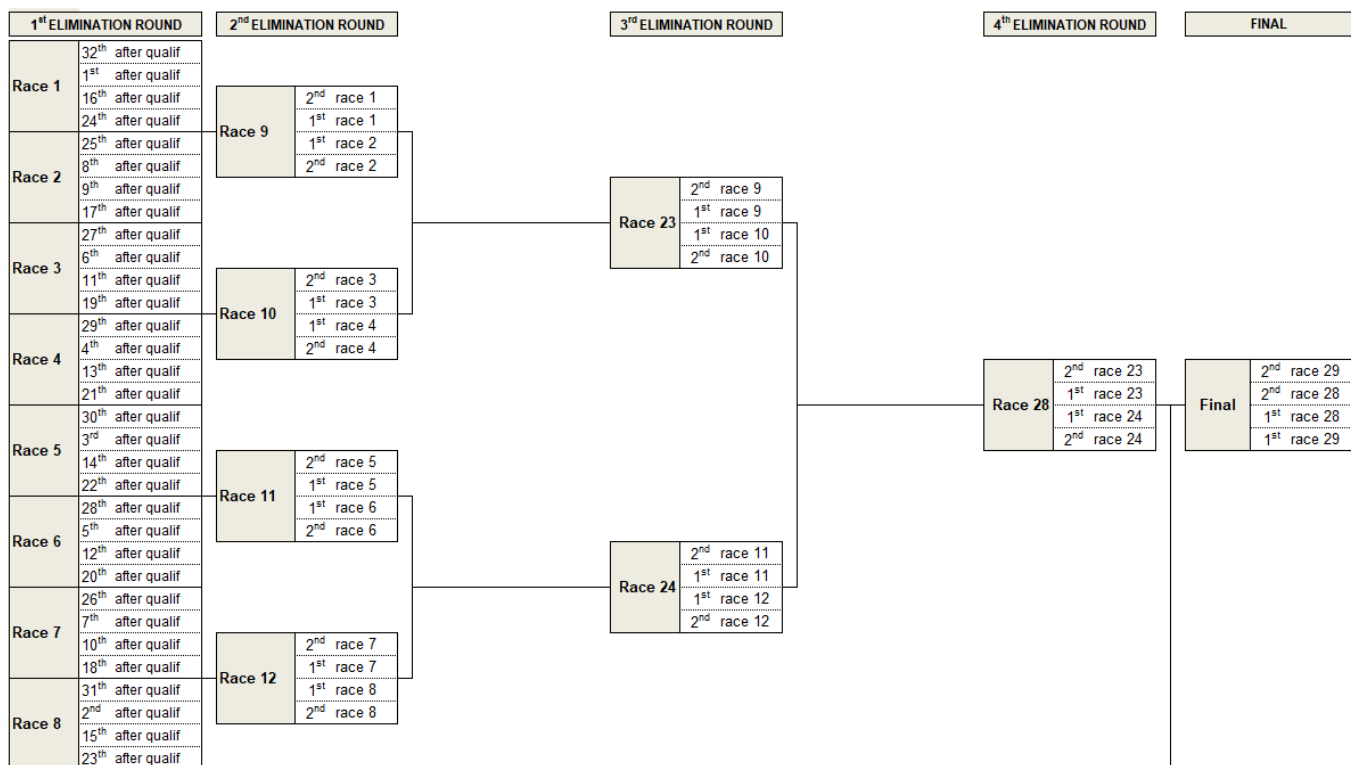 1st ELIMINATION ROUND
2nd ELIMINATION ROUND
3rd ELIMINATION ROUND
4th ELIMINATION ROUND
FINAL
Race 1
32th after qualif
1st after qualif
16th after qualif
24th after qualif
Race 2
25th after qualif
8th after qualif
9th after qualif
17th after qualif
Race 3
27th after qualif
6th after qualif
11th after qualif
19th after qualif
Race 4
29th after qualif
4th after qualif
13th after qualif
21th after qualif
Race 5
30th after qualif
3rd after qualif
14th after qualif
22th after qualif
Race 6
28th after qualif
5th after qualif
12th after qualif
20th after qualif
Race 7
26th after qualif
7th after qualif
10th after qualif
18th after qualif
Race 8
31th after qualif
2nd after qualif
15th after qualif
23th after qualif
Race 9
2nd race 1
1st race 1
1st race 2
2nd race 2
Race 10
2nd race 3
1st race 3
1st race 4
2nd race 4
Race 11
2nd race 5
1st race 5
1st race 6
2nd race 6
Race 12
2nd race 7
1st race 7
1st race 8
2nd race 8
Race 23
2nd race 9
1st race 9
1st race 10
2nd race 10
Race 24
2nd race 11
1st race 11
1st race 12
2nd race 12
Race 28
2nd race 23
1st race 23
1st race 24
2nd race 24
Final
2nd race 29
2nd race 28
1st race 28
1st race 29